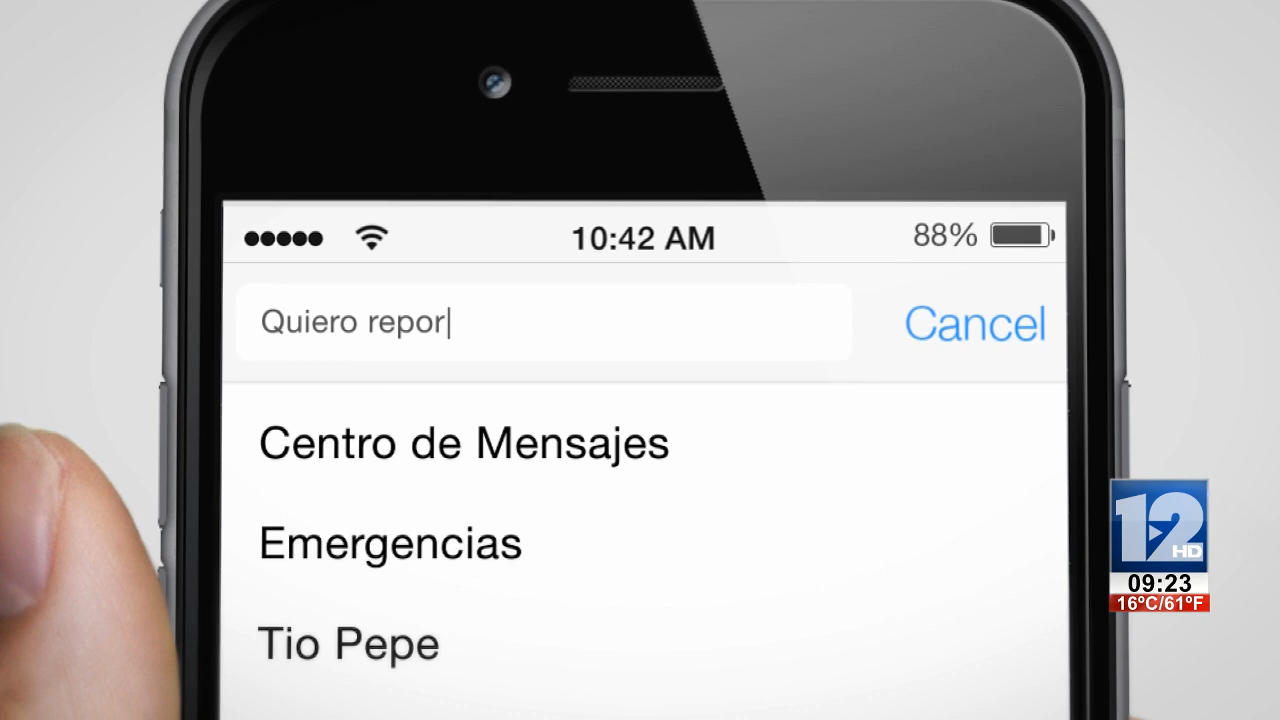 10:42 AM
88%
Quiero repor
Cancel
Centro de Mensajes
Emergencias
Tio Pepe
12
HD
09:23
16°C/61°F